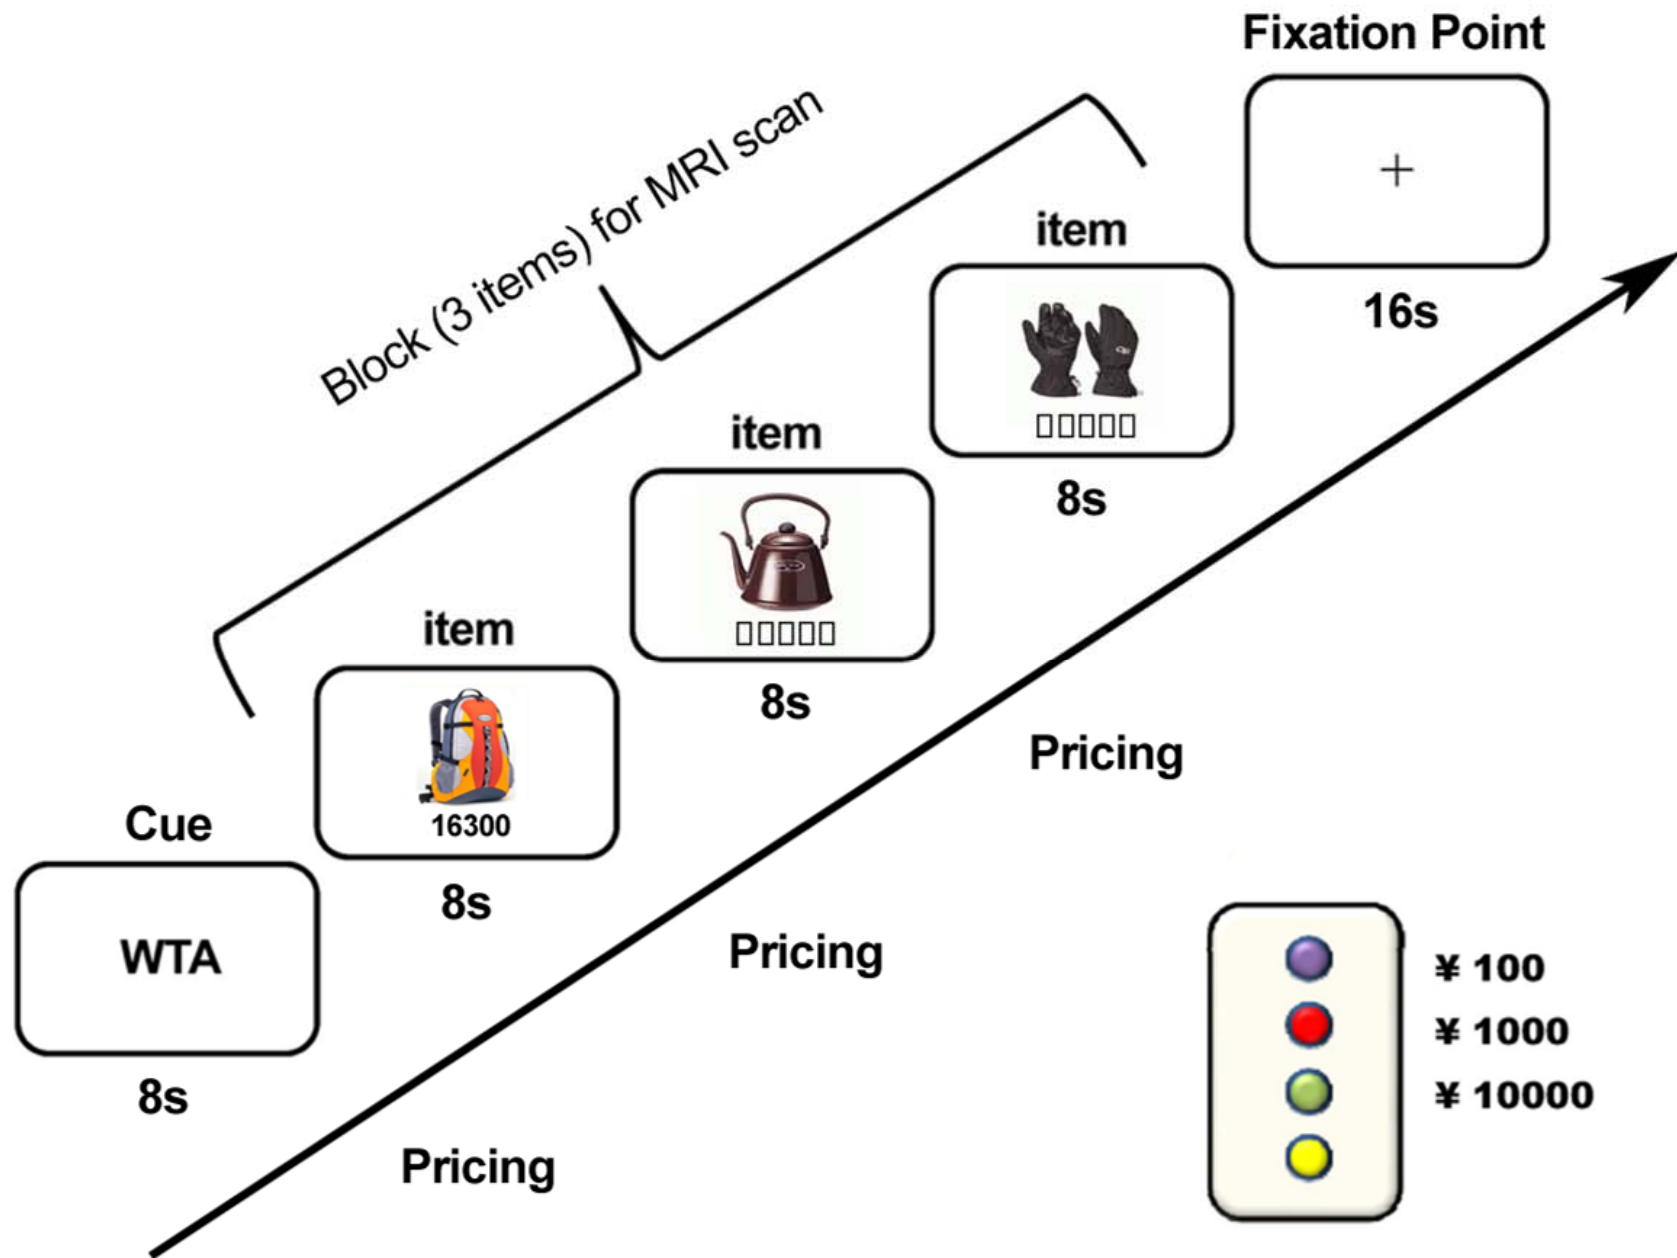 Fixation Point
+
16s
Block (3 items) for MRI scan
item
□□□□□
8s
item
□□□□□
8s
item
16300
8s
Cue
WTA
8s
Pricing
Pricing
Pricing
¥ 100
¥ 1000
¥ 10000